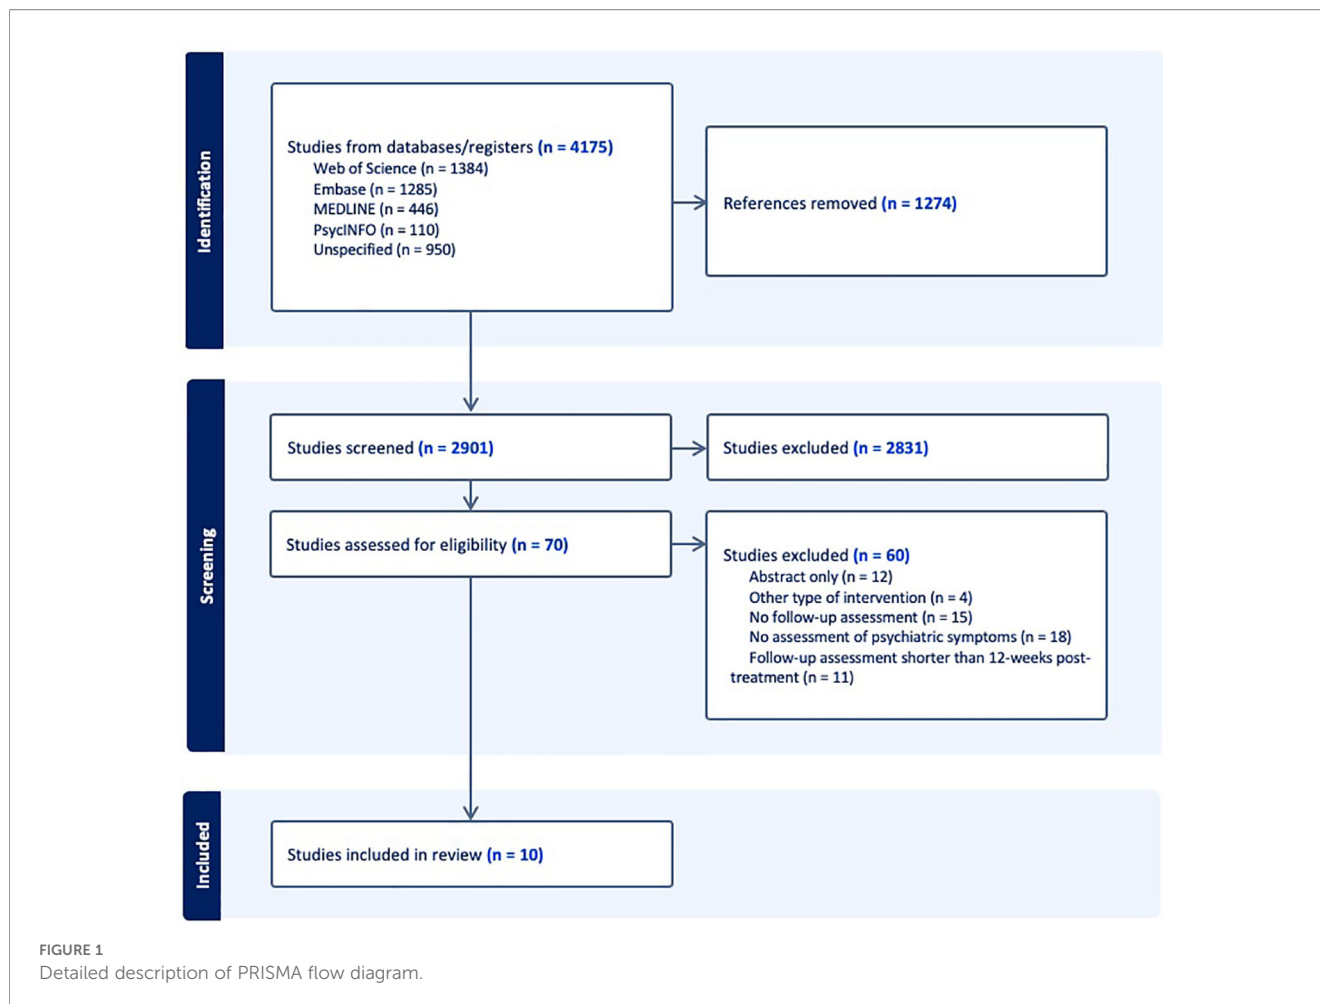 Identification
Studies from databases/registers (n = 4175)
Web of Science (n = 1384)
Embase (n = 1285)
MEDLINE (n = 446)
PsycINFO (n = 110)
Unspecified (n = 950)
References removed (n = 1274)
Screening
Studies screened (n = 2901)
Studies excluded (n = 2831)
Studies assessed for eligibility (n = 70)
Studies excluded (n = 60)
Abstract only (n = 12)
Other type of intervention (n = 4)
No follow-up assessment (n = 15)
No assessment of psychiatric symptoms (n = 18)
Follow-up assessment shorter than 12-weeks post-
treatment (n = 11)
Included
Studies included in review (n = 10)
FIGURE 1
Detailed description of PRISMA flow diagram.